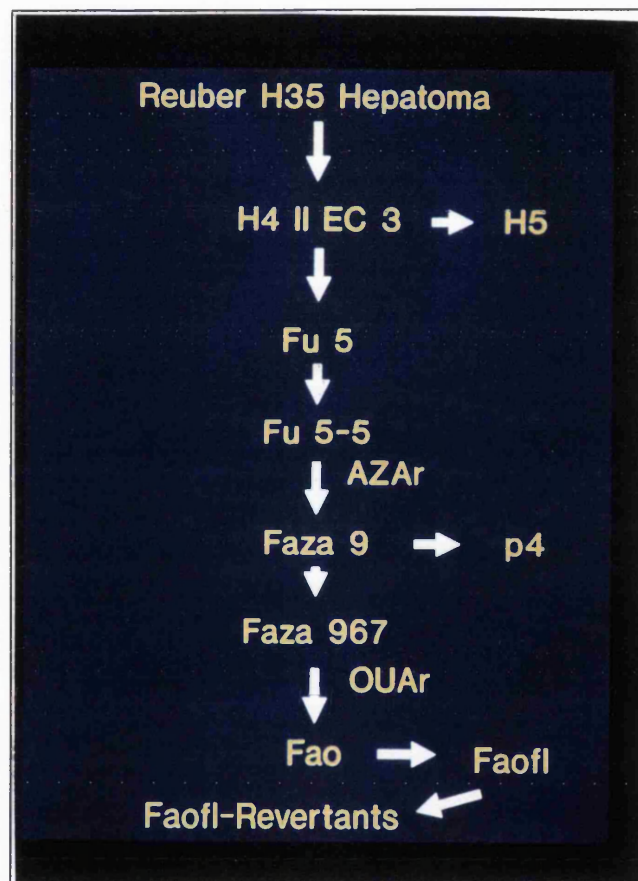 Reuber H35 Hepatoma
H4 II EC 3
H5
Fu 5
Fu 5-5
AZAr
Faza 9
p4
Faza 967
OUAr
Fao
Faofl
Faofl-Revertants